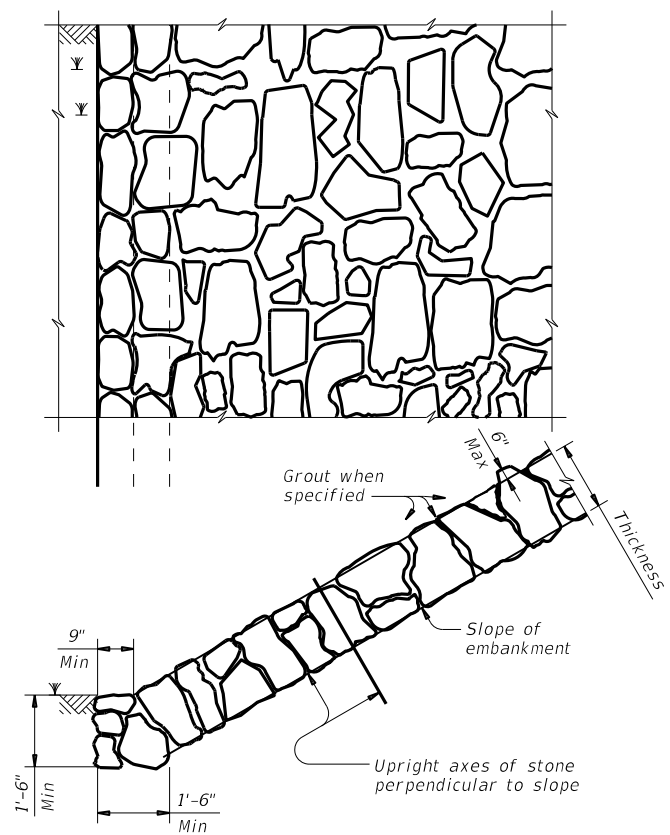 6"
Max
Grout when
specified
Thickness
9"
Min
Slope of
embankment
1'-6"
Min
Upright axes of stone
perpendicular to slope
1'-6"
Min